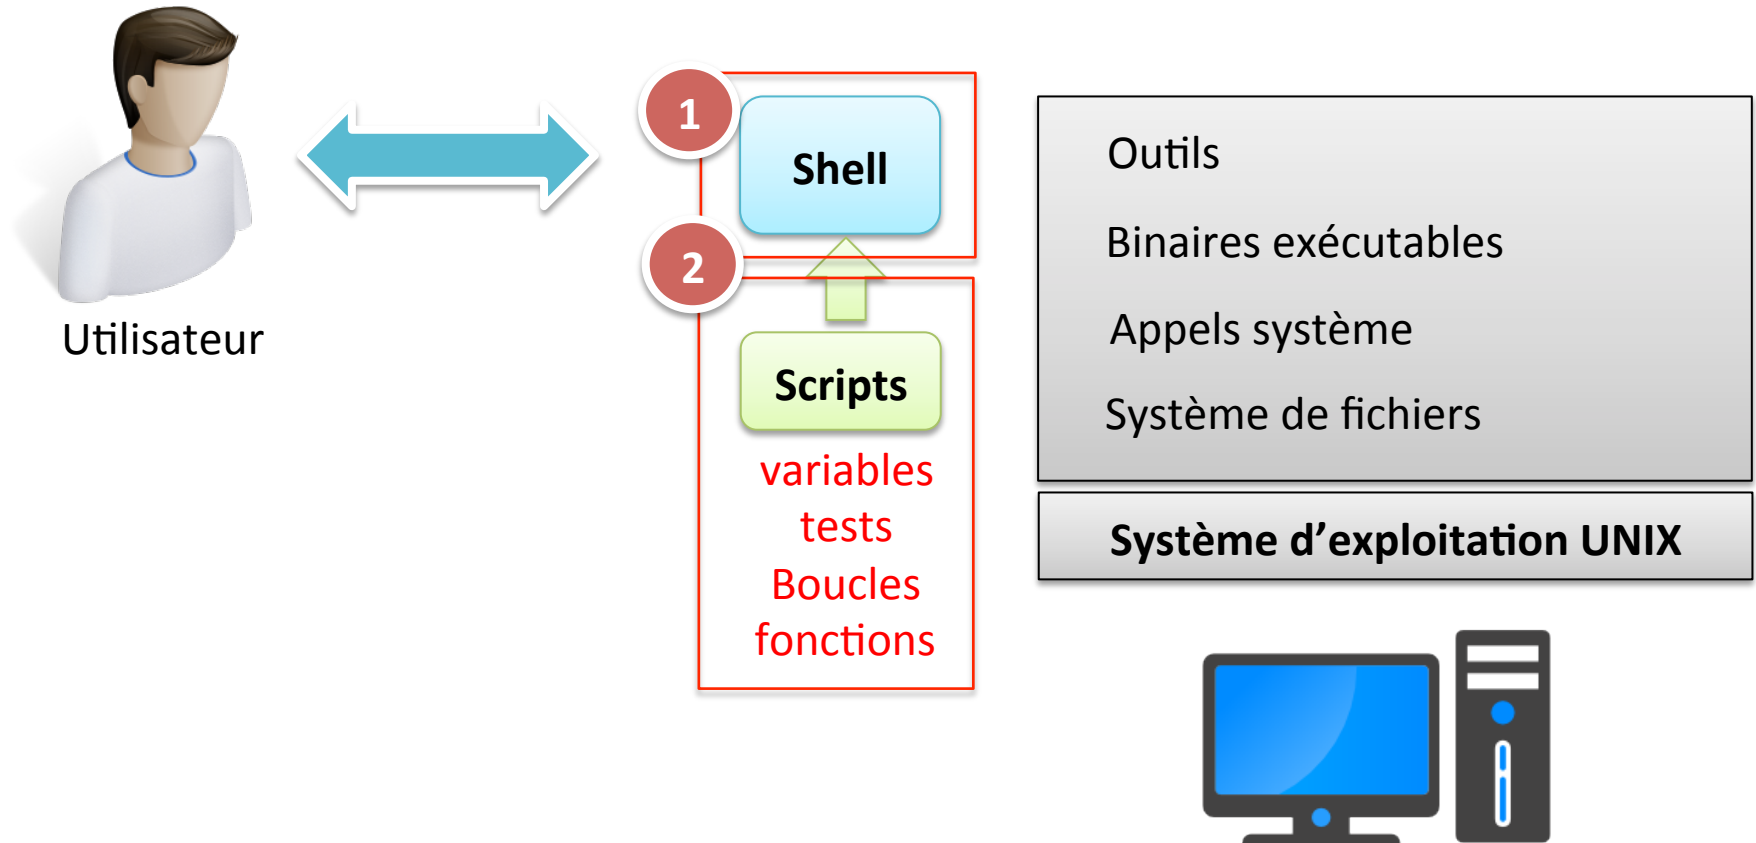 Utilisateur
1
Shell
2
Scripts
variables
tests
Boucles
fonctions
Outils
Binaires exécutables
Appels système
Système de fichiers
Système d’exploitation UNIX